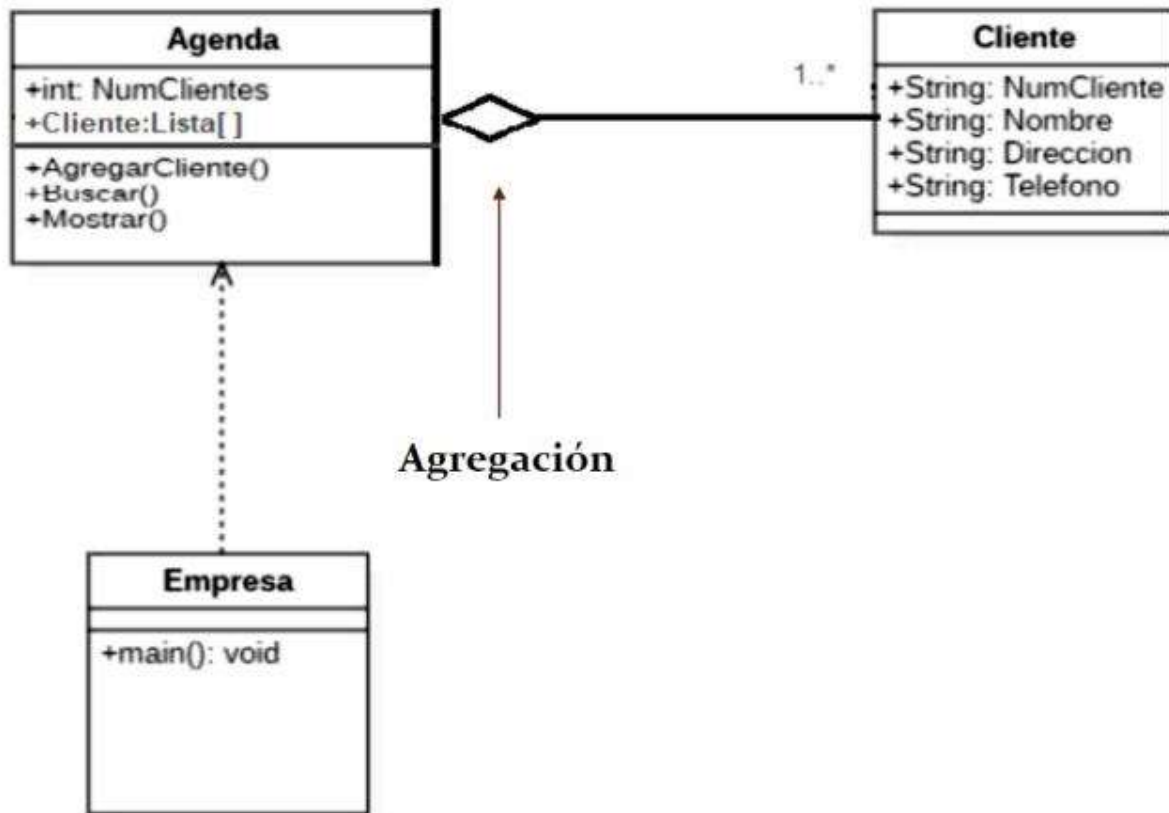 Agenda
+int: NumClientes
+Cliente:Lista[ ]
+AgregarCliente()
+Buscar()
+Mostrar()
1..*
Cliente
+String: NumCliente
+String: Nombre
+String: Direccion
+String: Telefono
Agregación
Empresa
+main(): void